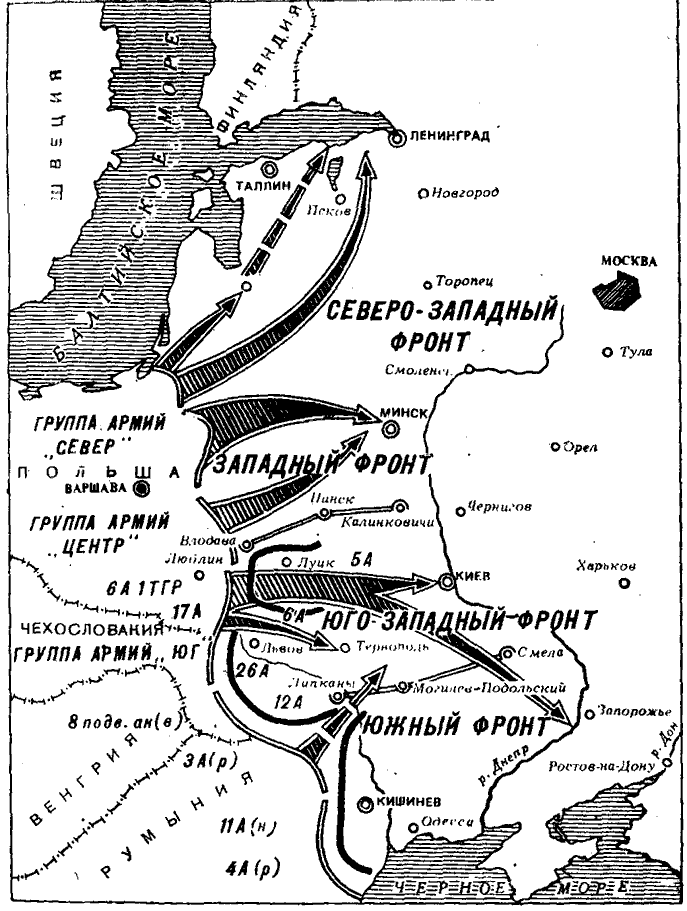 ШВЕЦИЯ
БАЛТИЙСКОЕ МОРЕ
ФИНЛЯНДИЯ
ЛЕНИНГРАД
ТАЛЛИН
Псков
Новгород
Торопец
МОСКВА
СЕВЕРО-ЗАПАДНЫЙ
ФРОНТ
Тула
Смоленск
ГРУППА АРМИЙ
„СЕВЕР"
МИНСК
Орел
ПОЛЬША
ЗАПАДНЫЙ ФРОНТ
ВАРШАВА
Пинск
Калинковичи
Чернигов
ГРУППА АРМИЙ
„ЦЕНТР"
Влодава
Люблин
Луцк
5А
КИЕВ
Харьков
6А 1ТГР
17А
6А
ЮГО-ЗАПАДНЫЙ ФРОНТ
ЧЕХОСЛОВАКИЯ
ГРУППА АРМИЙ „ЮГ"
Львов
Тернополь
Смела
26А
12А
Липканы
Могилев-Подольский
8 подв. ак(в)
ЮЖНЫЙ ФРОНТ
Запорожье
3А(р)
р. Днепр
р. Дон
Ростов-на-Дону
ВЕНГРИЯ
РУМЫНИЯ
КИШИНЕВ
11А(н)
Одесса
4А(р)
ЧЕРНОЕ МОРЕ